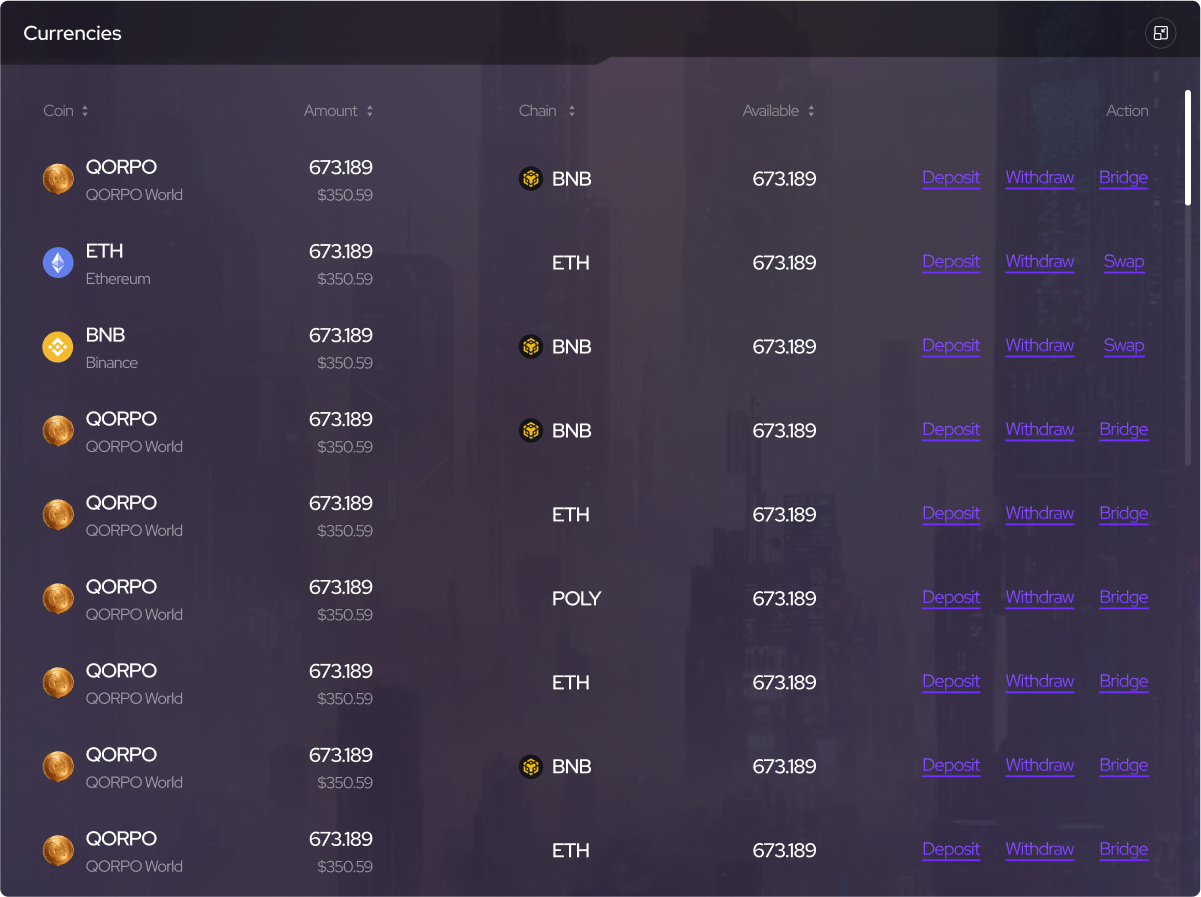 Currencies
Coin Amount Chain Available Action
QORPO 673.189 BNB 673.189 Deposit Withdraw Bridge
QORPO World $350.59
ETH 673.189 ETH 673.189 Deposit Withdraw Swap
Ethereum $350.59
BNB 673.189 BNB 673.189 Deposit Withdraw Swap
Binance $350.59
QORPO 673.189 BNB 673.189 Deposit Withdraw Bridge
QORPO World $350.59
QORPO 673.189 ETH 673.189 Deposit Withdraw Bridge
QORPO World $350.59
QORPO 673.189 POLY 673.189 Deposit Withdraw Bridge
QORPO World $350.59
QORPO 673.189 ETH 673.189 Deposit Withdraw Bridge
QORPO World $350.59
QORPO 673.189 BNB 673.189 Deposit Withdraw Bridge
QORPO World $350.59
QORPO 673.189 ETH 673.189 Deposit Withdraw Bridge
QORPO World $350.59